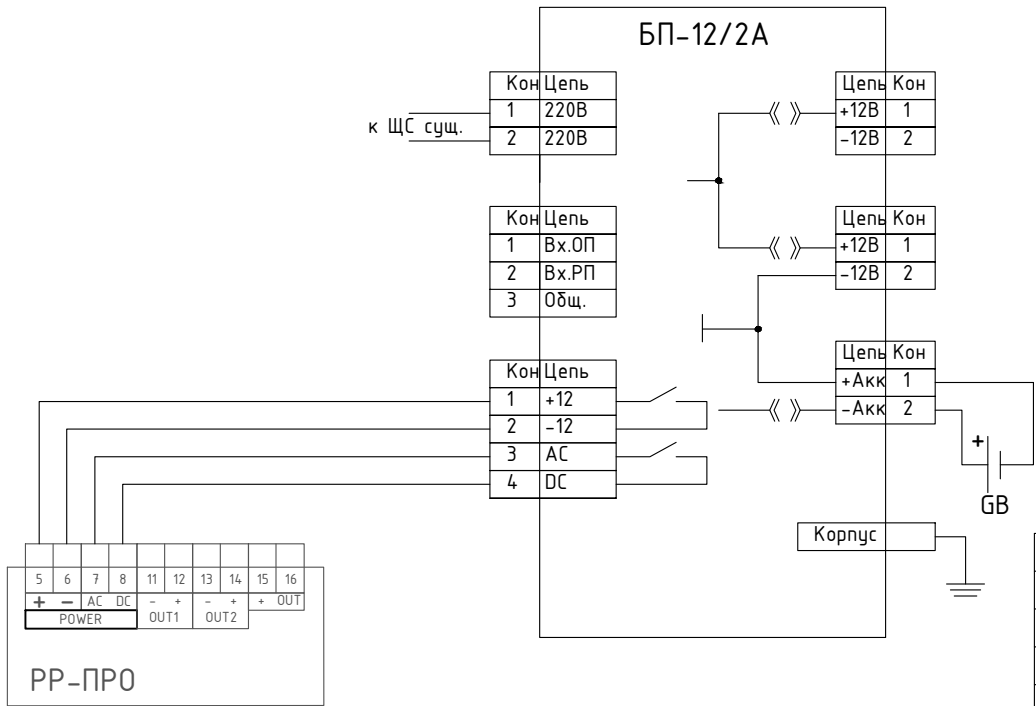 БП-12/2А
Кон Цепь
1 220В
2 220В
к ЩС сущ.
Кон Цепь
1 Вх.ОП
2 Вх.РП
3 Общ.
Кон Цепь
1 +12
2 -12
3 АС
4 DC
Цепь Кон
+12В 1
-12В 2
Цепь Кон
+12В 1
-12В 2
Цепь Кон
+Акк 1
-Акк 2
+
GB
Корпус
5 6 7 8 11 12 13 14 15 16
+ - AC DC - + - + + OUT
POWER OUT1 OUT2
РР-ПРО